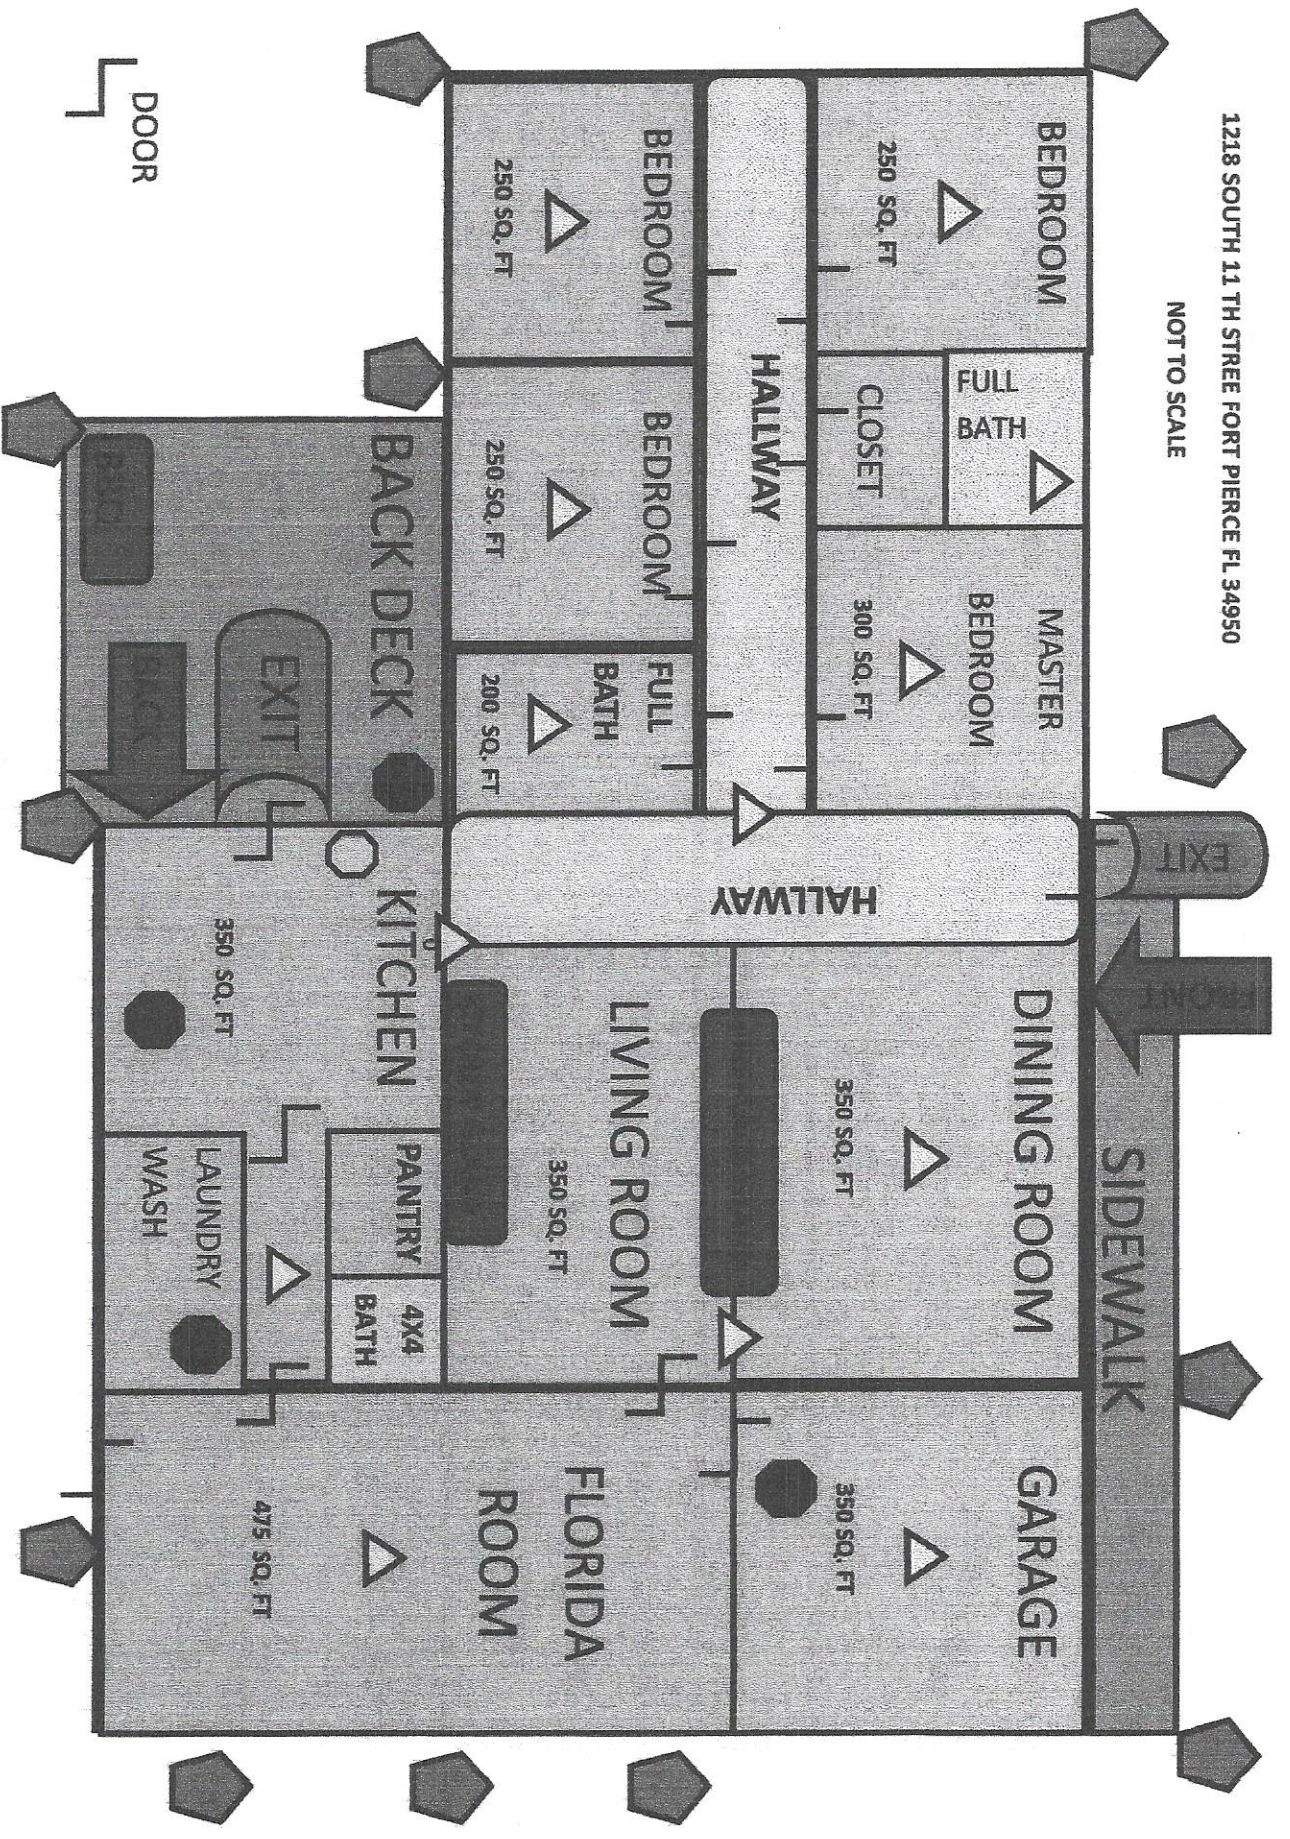 1218 SOUTH 11 TH STREE FORT PIERCE FL 34950
NOT TO SCALE
EXIT
FRONT
SIDEWALK
BEDROOM
250 SQ. FT
FULL
BATH
CLOSET
MASTER
BEDROOM
300 SQ. FT
DINING ROOM
350 SQ. FT
GARAGE
350 SQ. FT
HALLWAY
HALLWAY
BEDROOM
250 SQ. FT
BEDROOM
250 SQ. FT
FULL
BATH
200 SQ. FT
LIVING ROOM
350 SQ. FT
FLORIDA
ROOM
475 SQ. FT
BACK DECK
EXIT
BACK
BBQ
KITCHEN
350 SQ. FT
PANTRY
4X4
BATH
LAUNDRY
WASH
DOOR